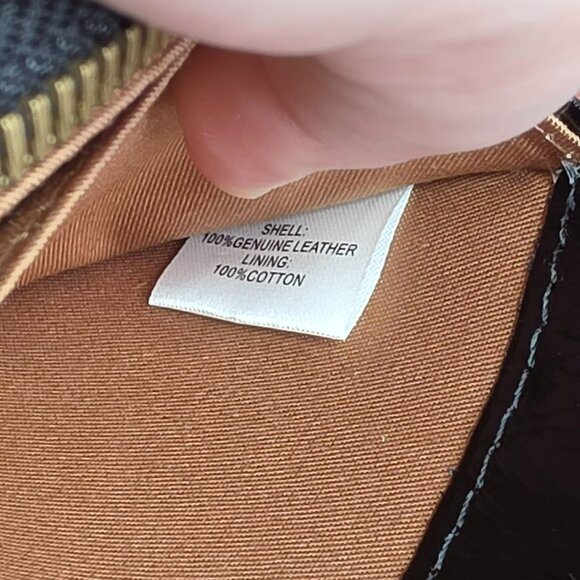 SHELL:
100%GENUINE LEATHER
LINING:
100%COTTON